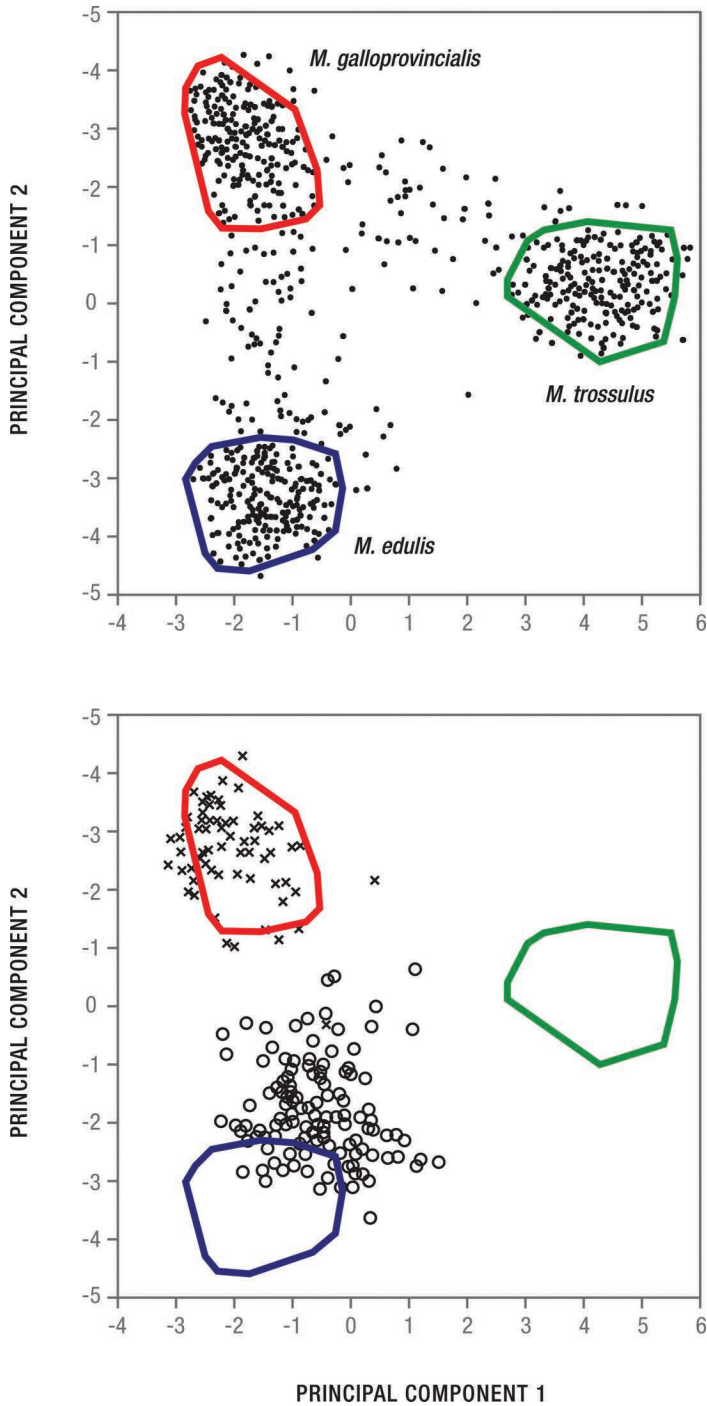 -5
-4
-3
-2
-1
0
-1
-2
-3
-4
-5
PRINCIPAL COMPONENT 2
M. galloprovincialis
M. trossulus
M. edulis
-4 -3 -2 -1 0 1 2 3 4 5 6
-5
-4
-3
-2
-1
0
-1
-2
-3
-4
-5
PRINCIPAL COMPONENT 2
-4 -3 -2 -1 0 1 2 3 4 5 6
PRINCIPAL COMPONENT 1